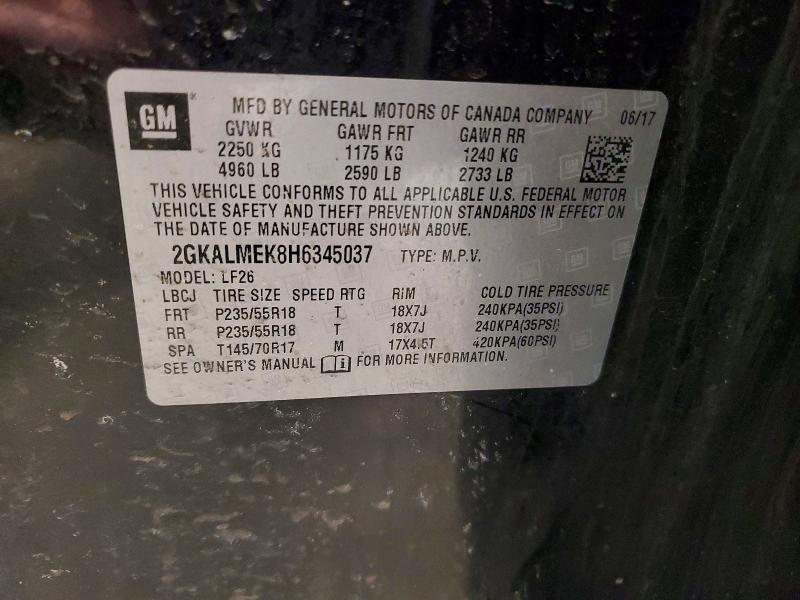 GM MFD BY GENERAL MOTORS OF CANADA COMPANY 06/17
GVWR GAWR FRT GAWR RR
2250 KG 1175 KG 1240 KG
4960 LB 2590 LB 2733 LB
THIS VEHICLE CONFORMS TO ALL APPLICABLE U.S. FEDERAL MOTOR
VEHICLE SAFETY AND THEFT PREVENTION STANDARDS IN EFFECT ON
THE DATE OF MANUFACTURE SHOWN ABOVE.
2GKALMEK8H6345037 TYPE: M.P.V.
MODEL: LF26
LBCJ TIRE SIZE SPEED RTG RIM COLD TIRE PRESSURE
FRT P235/55R18 T 18X7J 240KPA(35PSI)
RR P235/55R18 T 18X7J 240KPA(35PSI)
SPA T145/70R17 M 17X4.5T 420KPA(60PSI)
SEE OWNER'S MANUAL FOR MORE INFORMATION.